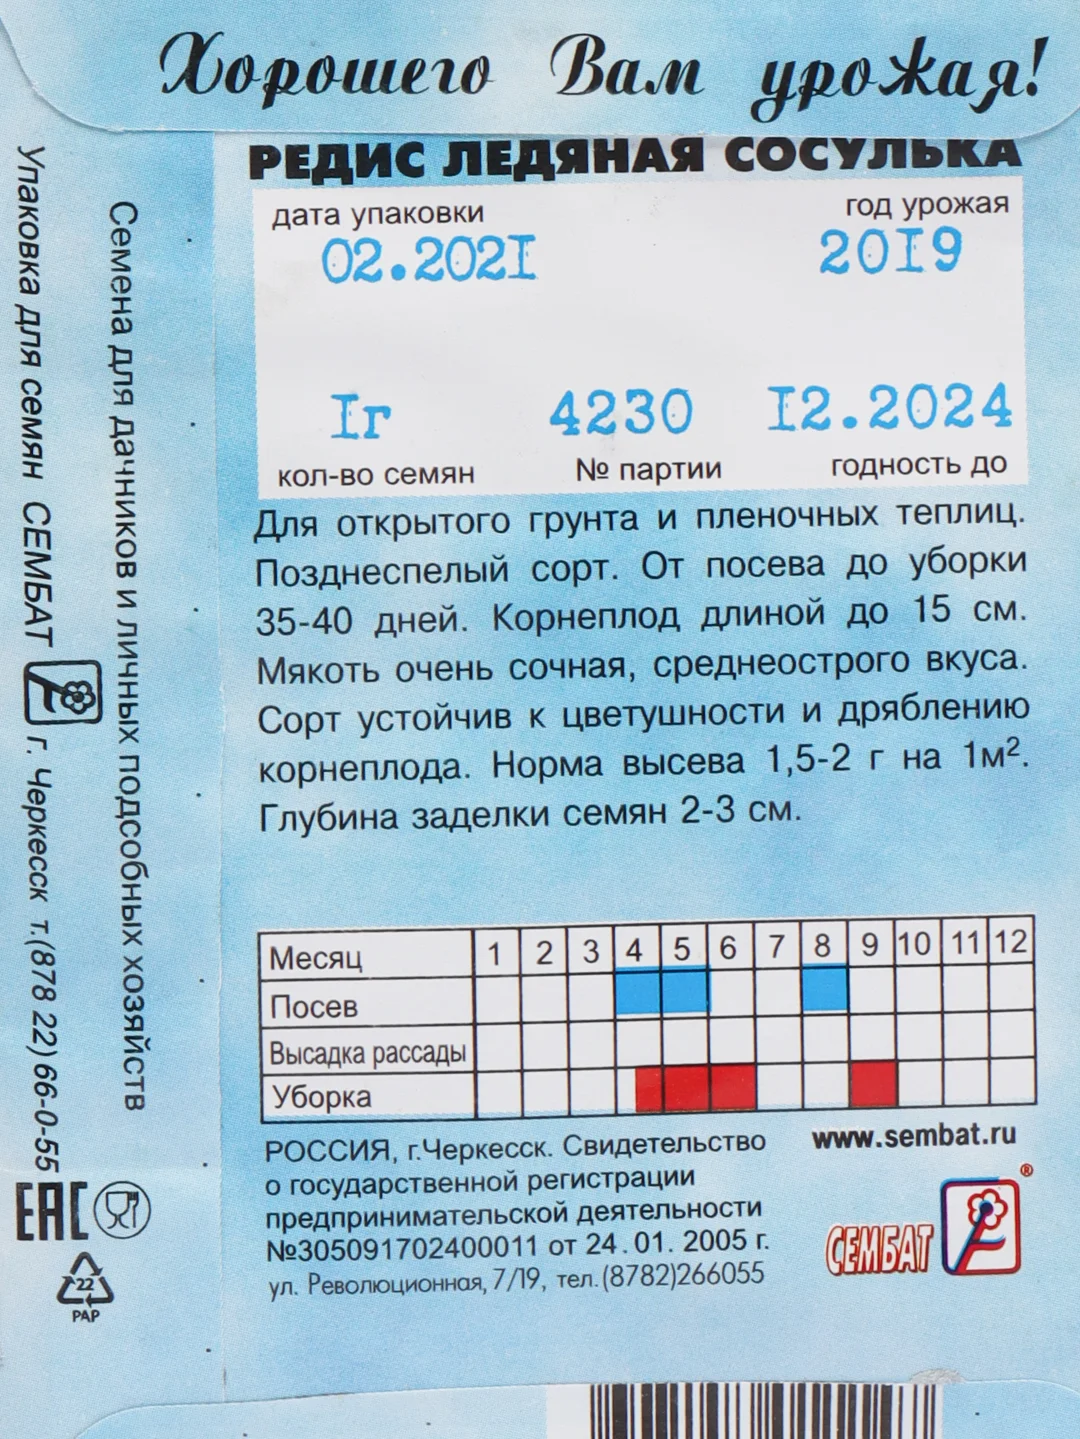 Хорошего Вам урожая!
РЕДИС ЛЕДЯНАЯ СОСУЛЬКА
дата упаковки год урожая
02.2021 2019
1г 4230 12.2024
кол-во семян № партии годность до
Для открытого грунта и пленочных теплиц.
Позднеспелый сорт. От посева до уборки
35-40 дней. Корнеплод длиной до 15 см.
Мякоть очень сочная, среднеострого вкуса.
Сорт устойчив к цветушности и дряблению
корнеплода. Норма высева 1,5-2 г на 1м².
Глубина заделки семян 2-3 см.
Месяц 1 2 3 4 5 6 7 8 9 10 11 12
Посев
Высадка рассады
Уборка
РОССИЯ, г.Черкесск. Свидетельство
о государственной регистрации
предпринимательской деятельности
№305091702400011 от 24.01.2005 г.
ул. Революционная, 7/19, тел.(8782)266055
www.sembat.ru
®
СЕМБАТ
Семена для дачников и личных подсобных хозяйств
Упаковка для семян СЕМБАТ г. Черкесск т.(878 22) 66-0-55
EAC
22
PAP